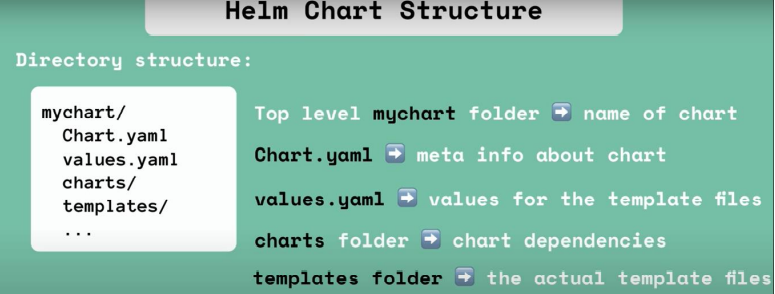 Helm Chart Structure
Directory structure:
mychart/
Chart.yaml
values.yaml
charts/
templates/
...
Top level mychart folder ➡ name of chart
Chart.yaml ➡ meta info about chart
values.yaml ➡ values for the template files
charts folder ➡ chart dependencies
templates folder ➡ the actual template files